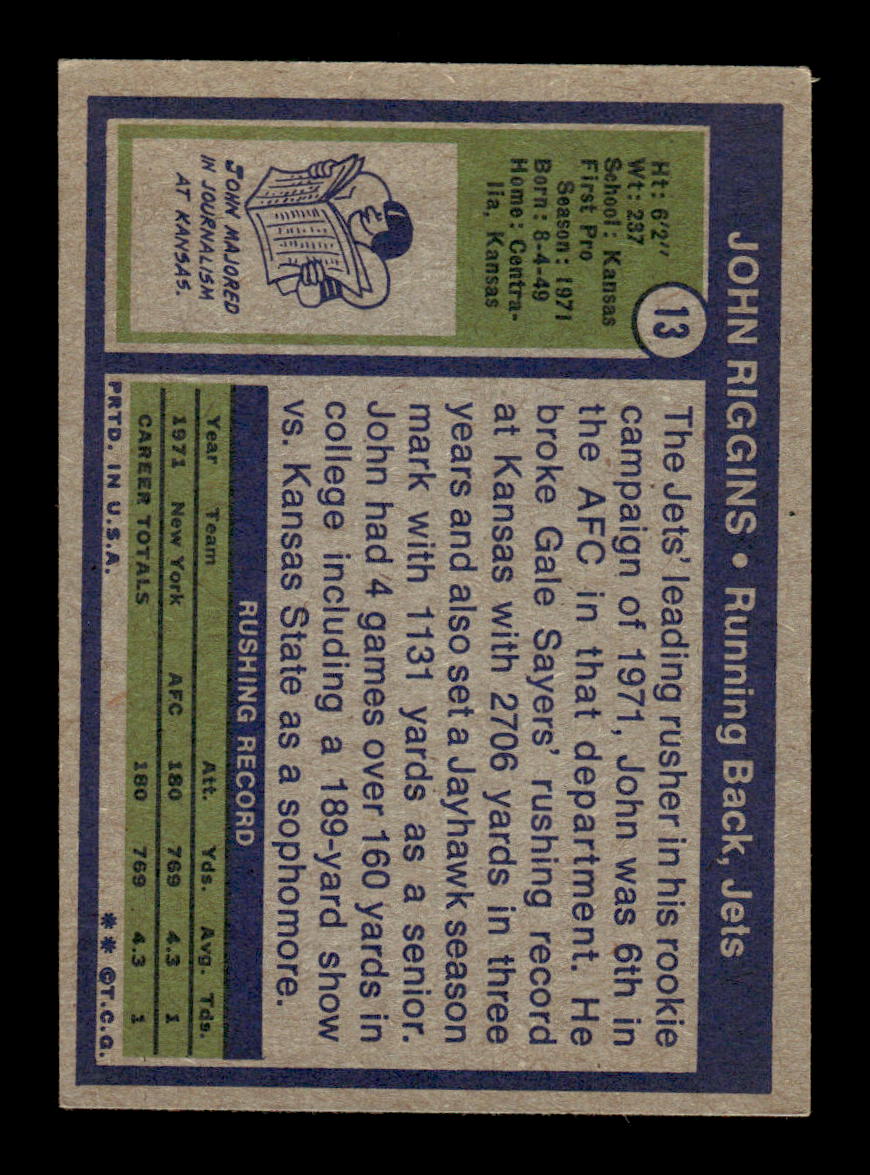 JOHN RIGGINS • Running Back, Jets
13
Ht: 6'2"
Wt: 237
School: Kansas
First Pro
Season: 1971
Born: 8-4-49
Home: Centra-
lia, Kansas
JOHN MAJORED
IN JOURNALISM
AT KANSAS.
The Jets' leading rusher in his rookie
campaign of 1971, John was 6th in
the AFC in that department. He
broke Gale Sayers' rushing record
at Kansas with 2706 yards in three
years and also set a Jayhawk season
mark with 1131 yards as a senior.
John had 4 games over 160 yards in
college including a 189-yard show
vs. Kansas State as a sophomore.
RUSHING RECORD
Year Team Att. Yds. Avg. Tds.
1971 New York AFC 180 769 4.3 1
CAREER TOTALS 180 769 4.3 1
PRTD. IN U.S.A. ** ©T.C.G.